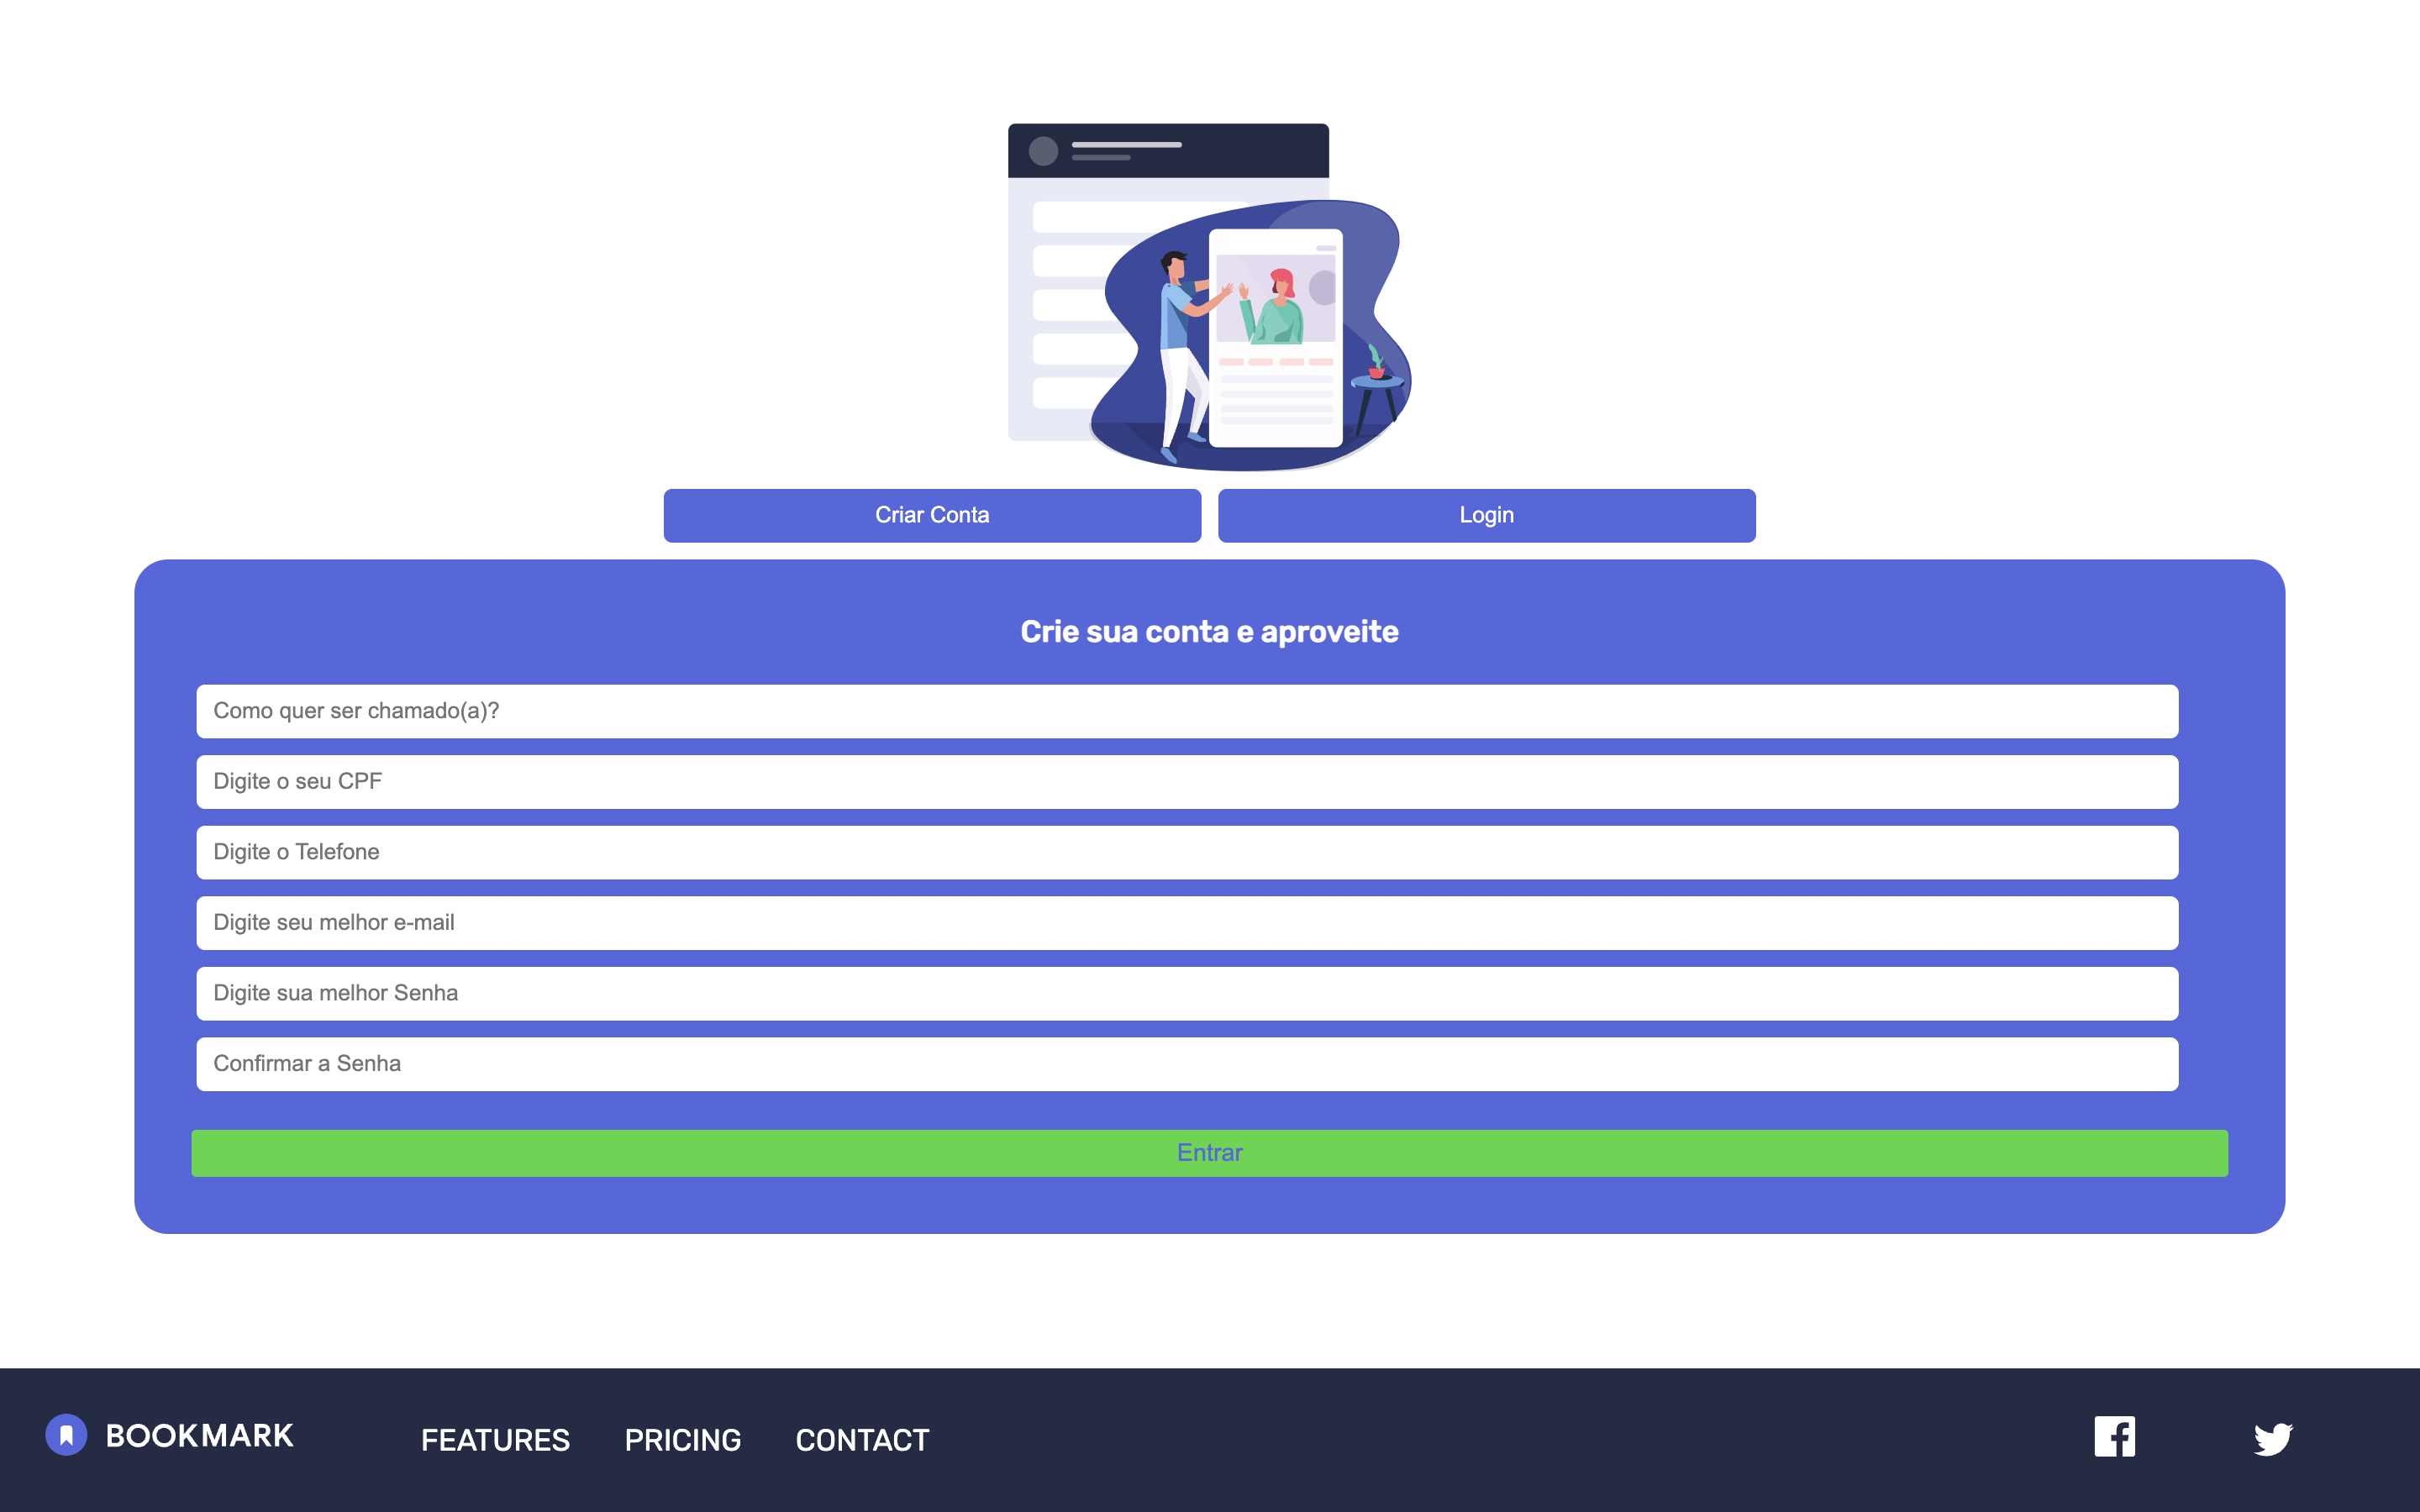 Criar Conta
Login
Crie sua conta e aproveite
Como quer ser chamado(a)?
Digite o seu CPF
Digite o Telefone
Digite seu melhor e-mail
Digite sua melhor Senha
Confirmar a Senha
Entrar
BOOKMARK
FEATURES
PRICING
CONTACT